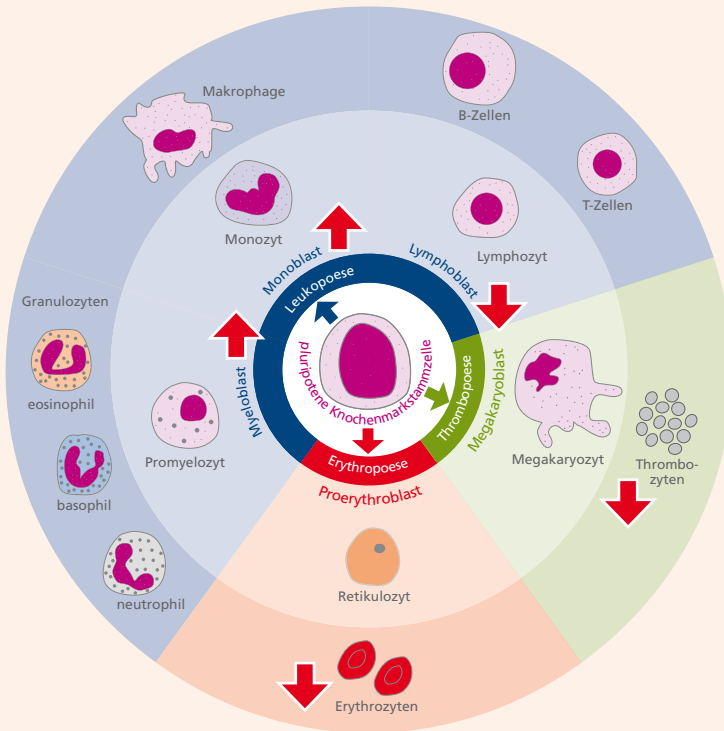 Makrophage
B-Zellen
T-Zellen
Monozyt
Lymphozyt
Monoblast
Lymphoblast
Leukopoese
Granulozyten
eosinophil
basophil
neutrophil
Promyelozyt
Myeloblast
pluripotene Knochenmarkstammzelle
Thrombopoese
Megakaryoblast
Megakaryozyt
Thrombo-
zyten
Erythropoese
Proerythroblast
Retikulozyt
Erythrozyten